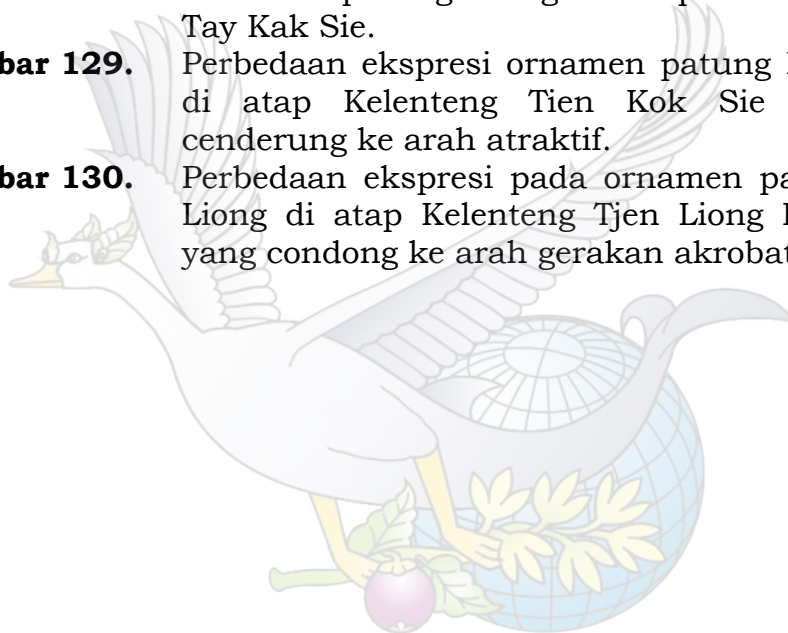 Tay Kak Sie.
bar 129. Perbedaan ekspresi ornamen patung
di atap Kelenteng Tien Kok Sie
cenderung ke arah atraktif.
bar 130. Perbedaan ekspresi pada ornamen pa
Liong di atap Kelenteng Tjen Liong
yang condong ke arah gerakan akrobat